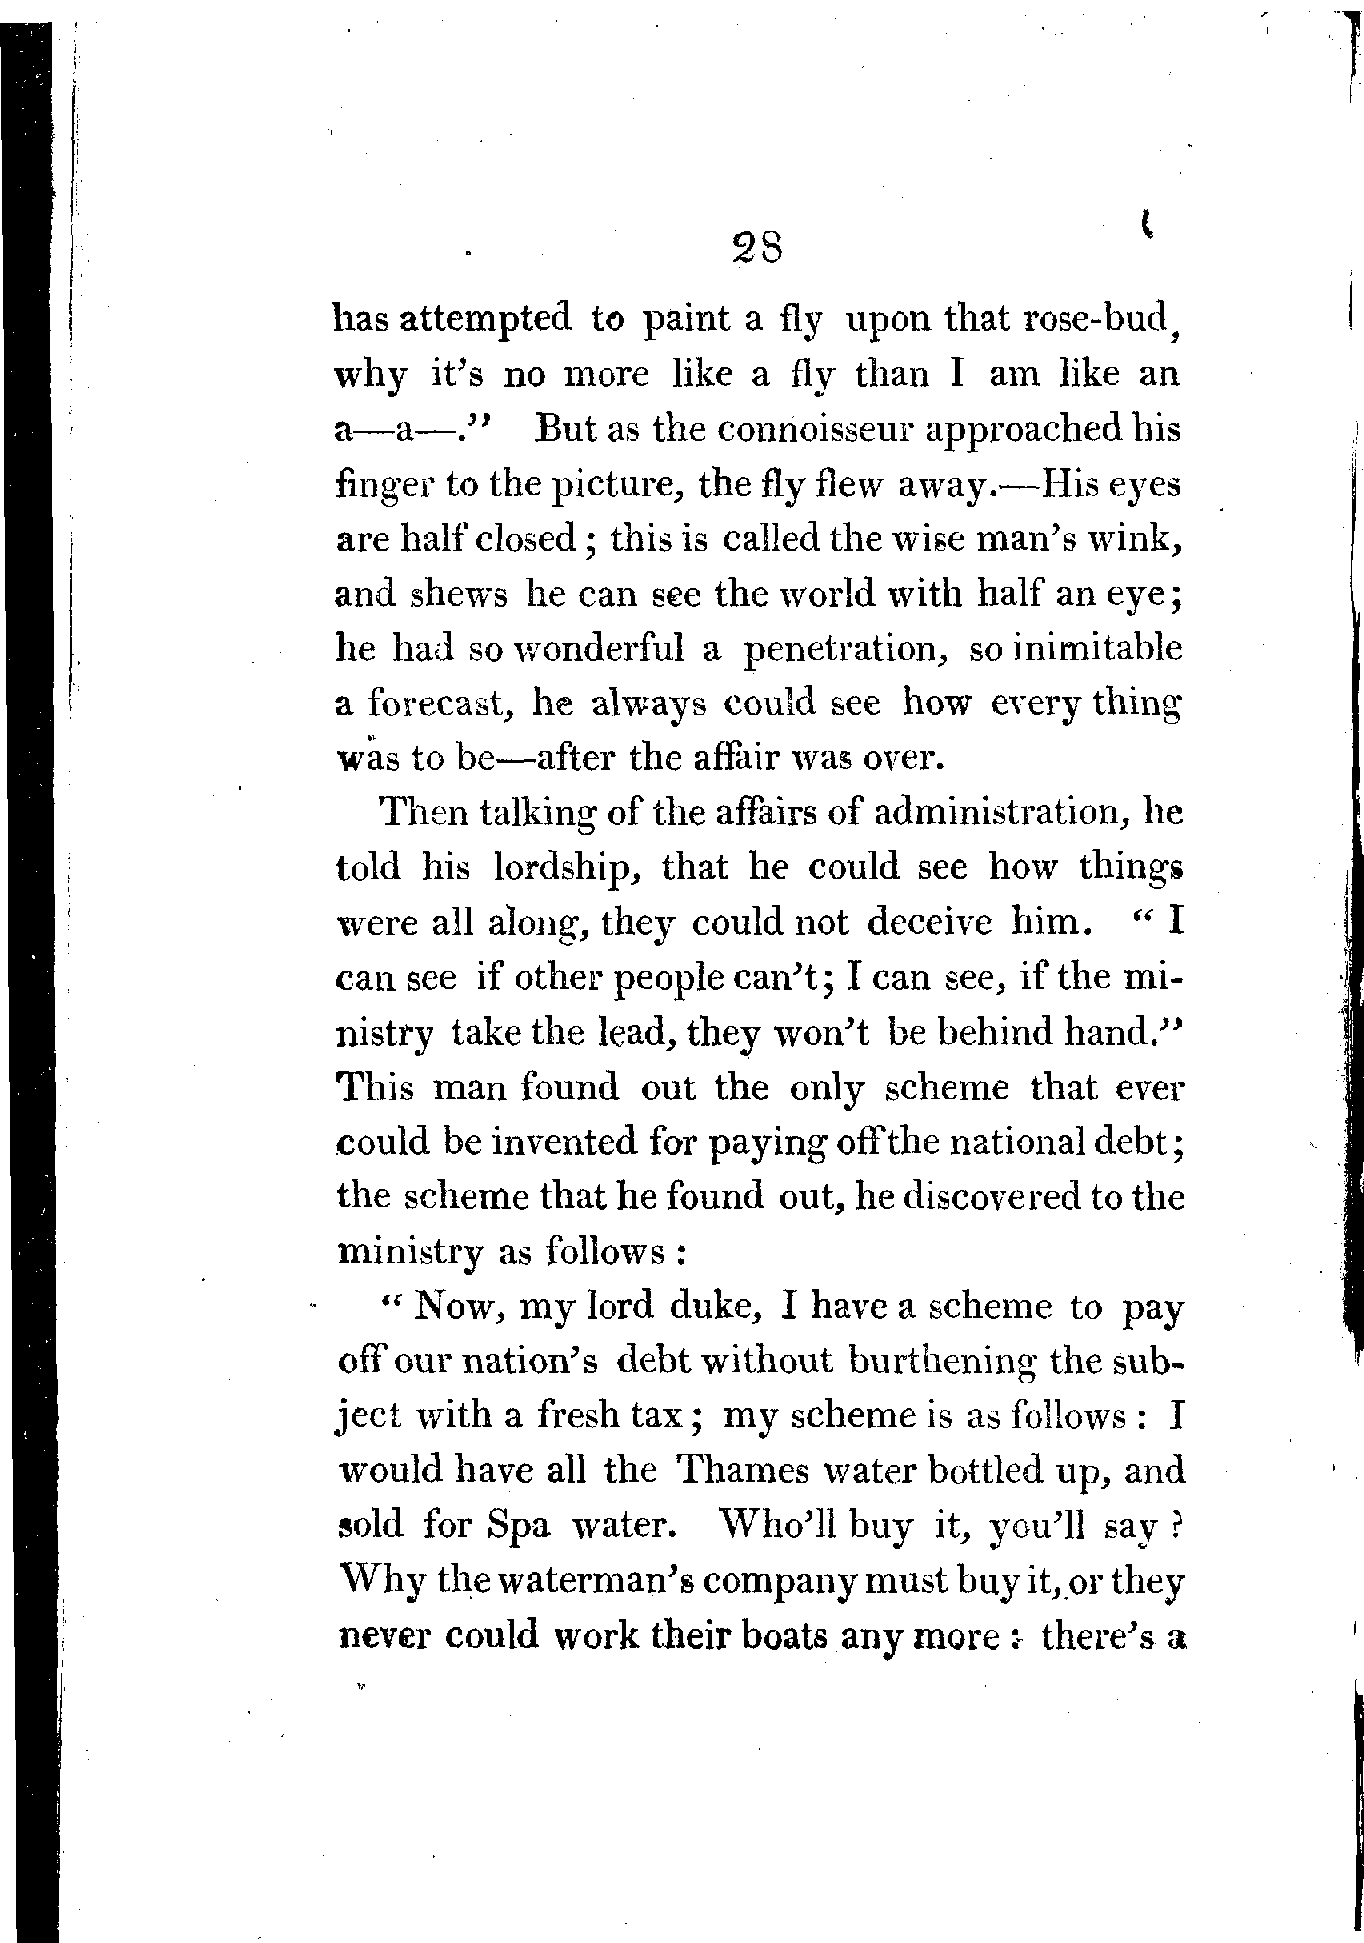 28
has attempted to paint a fly upon that rose-bud,
why it's no more like a fly than I am like an
a—a—." But as the connoisseur approached his
finger to the picture, the fly flew away.—His eyes
are half closed; this is called the wise man's wink,
and shews he can see the world with half an eye;
he had so wonderful a penetration, so inimitable
a forecast, he always could see how every thing
was to be—after the affair was over.
Then talking of the affairs of administration, he
told his lordship, that he could see how things
were all along, they could not deceive him. "I
can see if other people can't; I can see, if the mi-
nistry take the lead, they won't be behind hand."
This man found out the only scheme that ever
could be invented for paying off the national debt;
the scheme that he found out, he discovered to the
ministry as follows:
"Now, my lord duke, I have a scheme to pay
off our nation's debt without burthening the sub-
ject with a fresh tax; my scheme is as follows: I
would have all the Thames water bottled up, and
sold for Spa water. Who'll buy it, you'll say?
Why the waterman's company must buy it, or they
never could work their boats any more: there's a